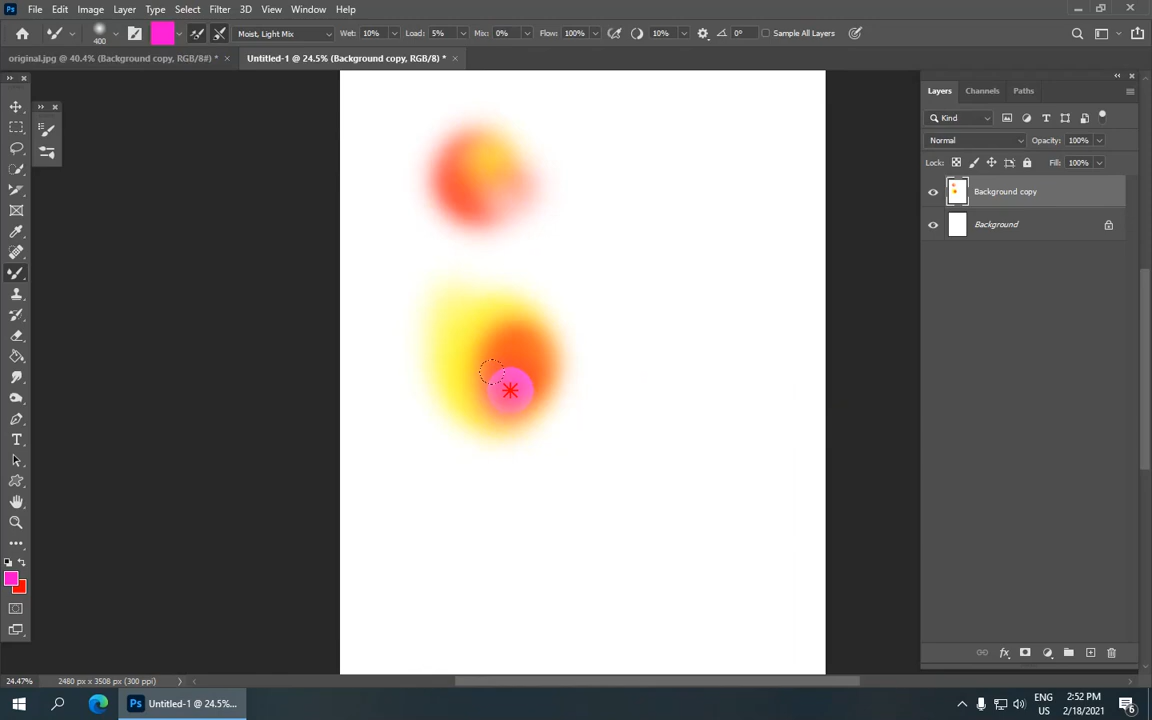 Ps File Edit Image Layer Type Select Filter 3D View Window Help
400 Moist, Light Mix Wet: 10% Load: 5% Mix: 0% Flow: 100% 10% 0° Sample All Layers
original.jpg @ 40.4% (Background copy, RGB/8#) * × Untitled-1 @ 24.5% (Background copy, RGB/8) * ×
Layers Channels Paths
Kind
Normal Opacity: 100%
Lock: Fill: 100%
Background copy
Background
24.47% 2480 px x 3508 px (300 ppi)
Ps Untitled-1 @ 24.5%...
ENG
US
2:52 PM
2/18/2021
6